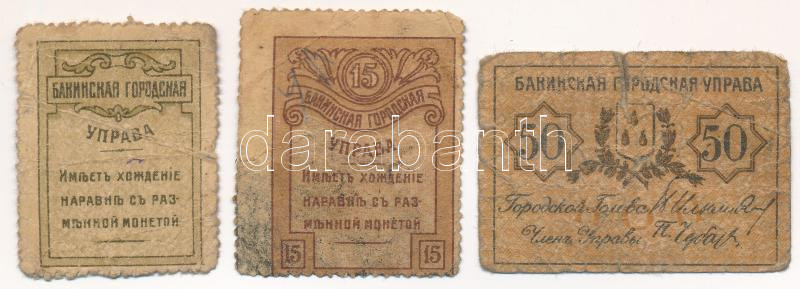 БАКИНСКАЯ ГОРОДСКАЯ
УПРАВА
ИМѢЕТЪ ХОЖДЕНІЕ
НАРАВНѢ СЪ РАЗ-
МѢННОЙ МОНЕТОЙ
15
БАКИНСКАЯ ГОРОДСКАЯ
УПРАВА
ИМѢЕТЪ ХОЖДЕНІЕ
НАРАВНѢ СЪ РАЗ-
МѢННОЙ МОНЕТОЙ
15 15
БАКИНСКАЯ ГОРОДСКАЯ УПРАВА
50 50
Городской Голова
Членъ Управы
darabanth.com